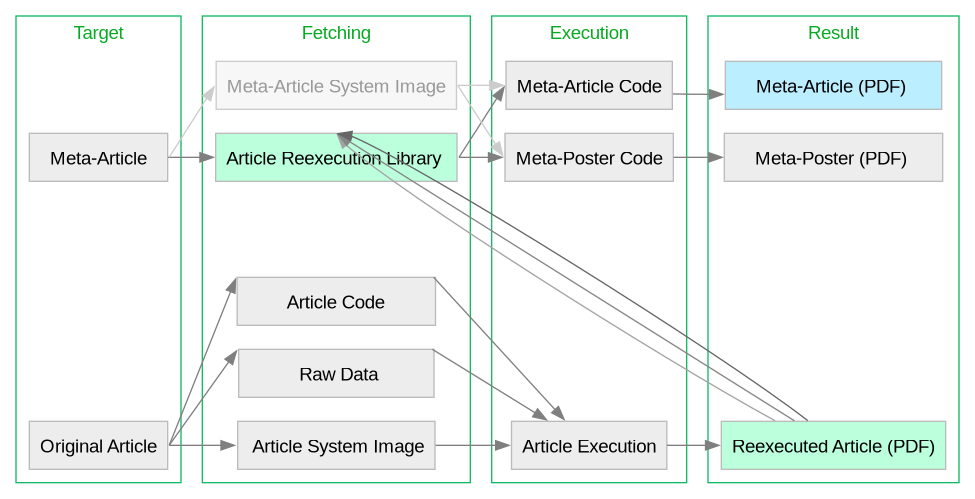 Target
Fetching
Execution
Result
Meta-Article System Image
Meta-Article Code
Meta-Article (PDF)
Meta-Article
Article Reexecution Library
Meta-Poster Code
Meta-Poster (PDF)
Article Code
Raw Data
Original Article
Article System Image
Article Execution
Reexecuted Article (PDF)